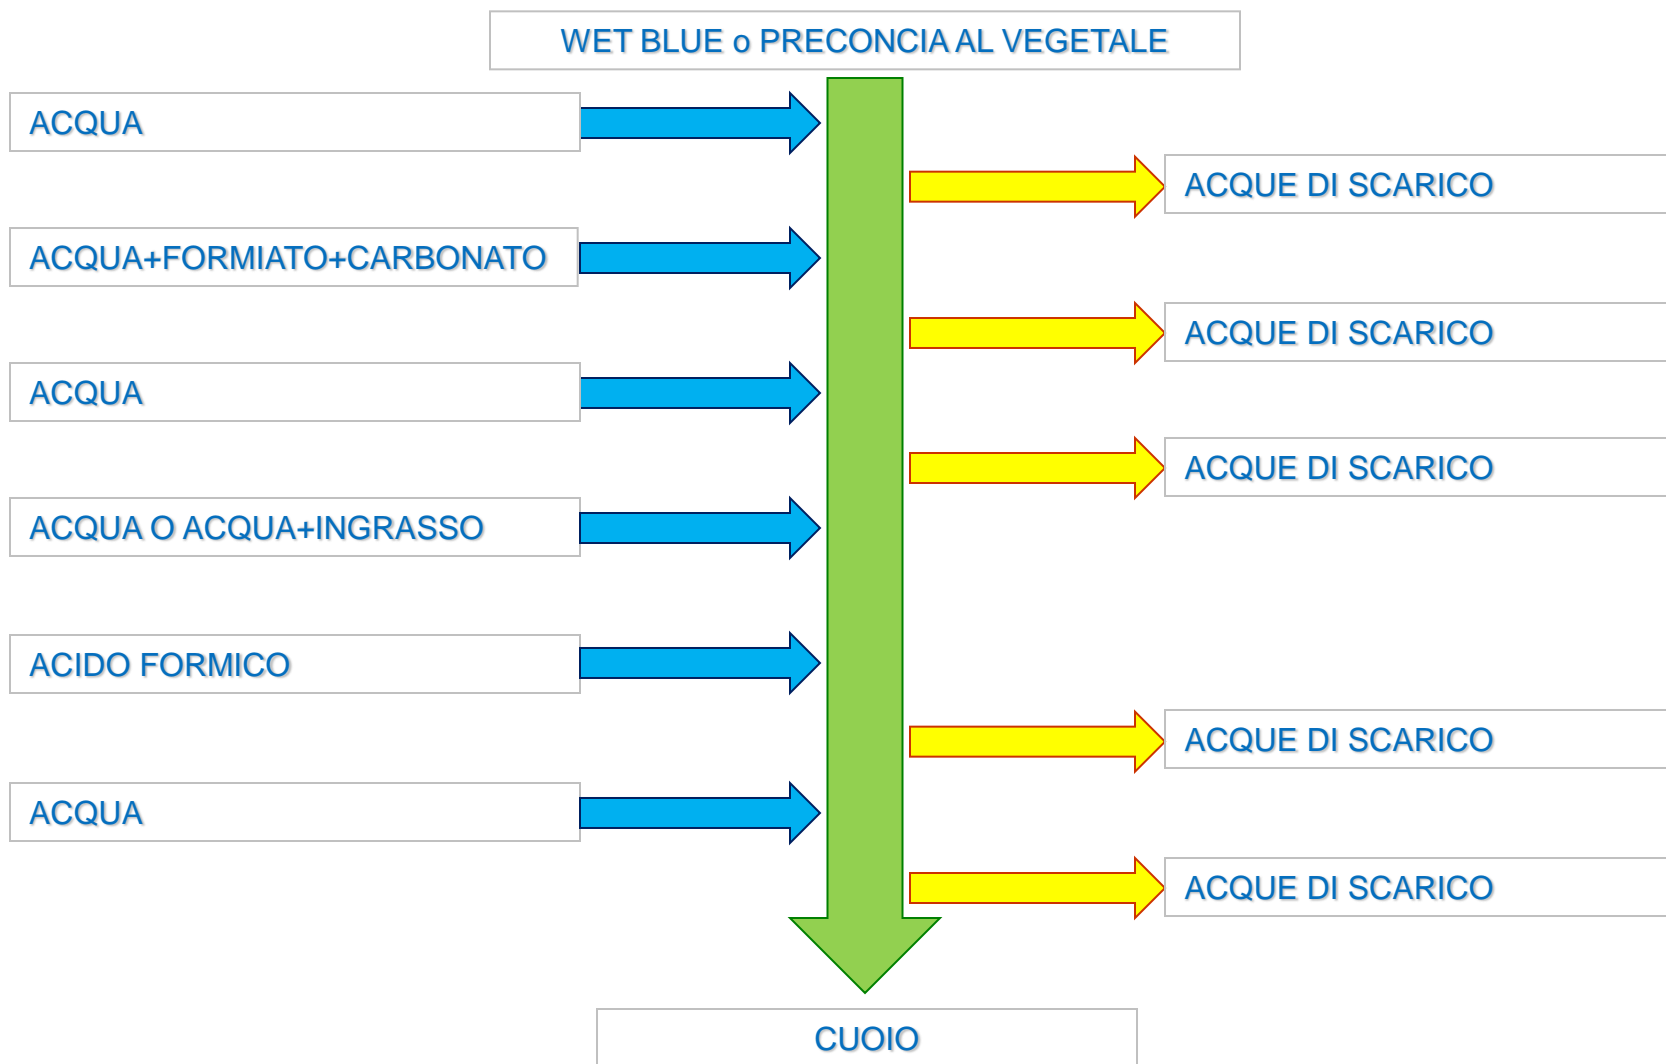 WET BLUE o PRECONCIA AL VEGETALE
ACQUA
ACQUE DI SCARICO
ACQUA+FORMIATO+CARBONATO
ACQUE DI SCARICO
ACQUA
ACQUE DI SCARICO
ACQUA O ACQUA+INGRASSO
ACIDO FORMICO
ACQUE DI SCARICO
ACQUA
ACQUE DI SCARICO
CUOIO